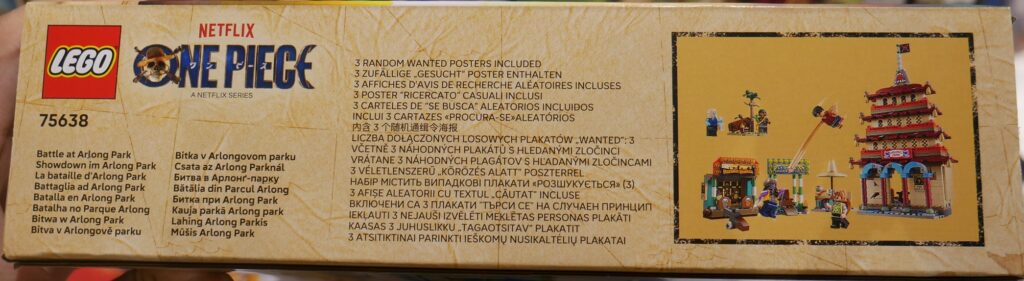 LEGO
NETFLIX
ONE PIECE
A NETFLIX SERIES
75638
Battle at Arlong Park
Showdown im Arlong Park
La bataille d'Arlong Park
Battaglia ad Arlong Park
Batalla en Arlong Park
Batalha no Parque Arlong
Bitwa w Arlong Park
Bitva v Arlongově parku
Bitka v Arlongovom parku
Csata az Arlong Parknál
Битва в Арлонґ-парку
Bătălia din Parcul Arlong
Битка при Arlong Park
Kauja parkā Arlong park
Lahing Arlong Parkis
Mūšis Arlong Park
3 RANDOM WANTED POSTERS INCLUDED
3 ZUFÄLLIGE „GESUCHT" POSTER ENTHALTEN
3 AFFICHES D'AVIS DE RECHERCHE ALÉATOIRES INCLUSES
3 POSTER "RICERCATO" CASUALI INCLUSI
3 CARTELES DE "SE BUSCA" ALEATORIOS INCLUIDOS
INCLUI 3 CARTAZES «PROCURA-SE»ALEATÓRIOS
内含 3 个随机通缉令海报
LICZBA DOŁĄCZONYCH LOSOWYCH PLAKATÓW „WANTED": 3
VČETNĚ 3 NÁHODNÝCH PLAKÁTŮ S HLEDANÝMI ZLOČINCI
VRÁTANE 3 NÁHODNÝCH PLAGÁTOV S HĽADANÝMI ZLOČINCAMI
3 VÉLETLENSZERŰ „KÖRÖZÉS ALATT" POSZTERREL
НАБІР МІСТИТЬ ВИПАДКОВІ ПЛАКАТИ «РОЗШУКУЄТЬСЯ» (3)
3 AFIȘE ALEATORII CU TEXTUL „CĂUTAT" INCLUSE
ВКЛЮЧЕНИ СА 3 ПЛАКАТИ "ТЪРСИ СЕ" НА СЛУЧАЕН ПРИНЦИП
IEKĻAUTI 3 NEJAUŠI IZVĒLĒTI MEKLĒTAS PERSONAS PLAKĀTI
KAASAS 3 JUHUSLIKKU „TAGAOTSITAV" PLAKATIT
3 ATSITIKTINAI PARINKTI IEŠKOMŲ NUSIKALTĖLIŲ PLAKATAI